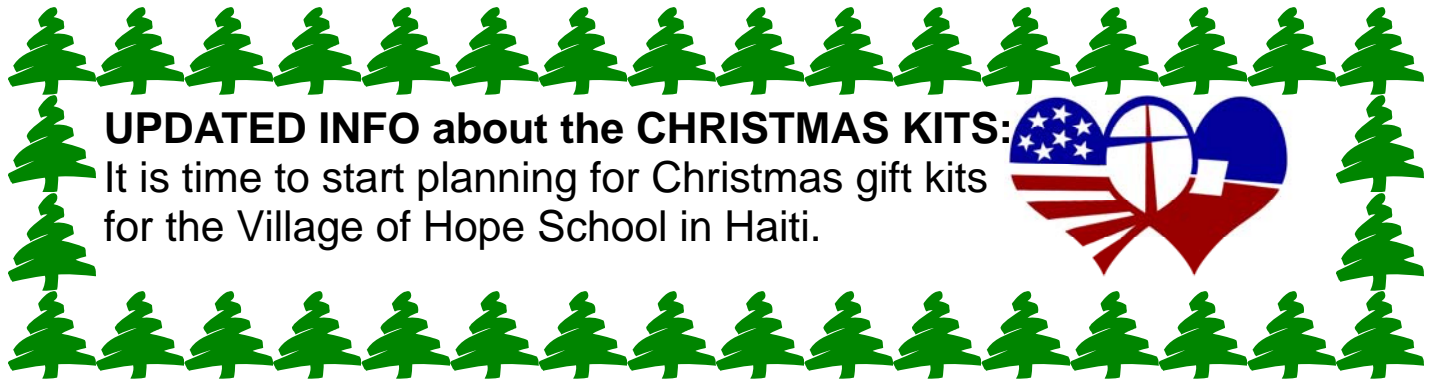 UPDATED INFO about the CHRISTMAS KITS:
It is time to start planning for Christmas gift kits
for the Village of Hope School in Haiti.